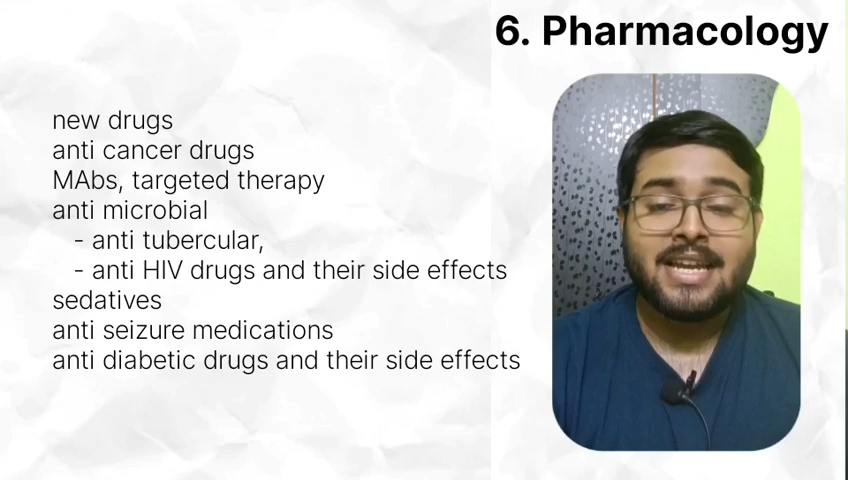 6. Pharmacology
new drugs
anti cancer drugs
MAbs, targeted therapy
anti microbial
- anti tubercular,
- anti HIV drugs and their side effects
sedatives
anti seizure medications
anti diabetic drugs and their side effects